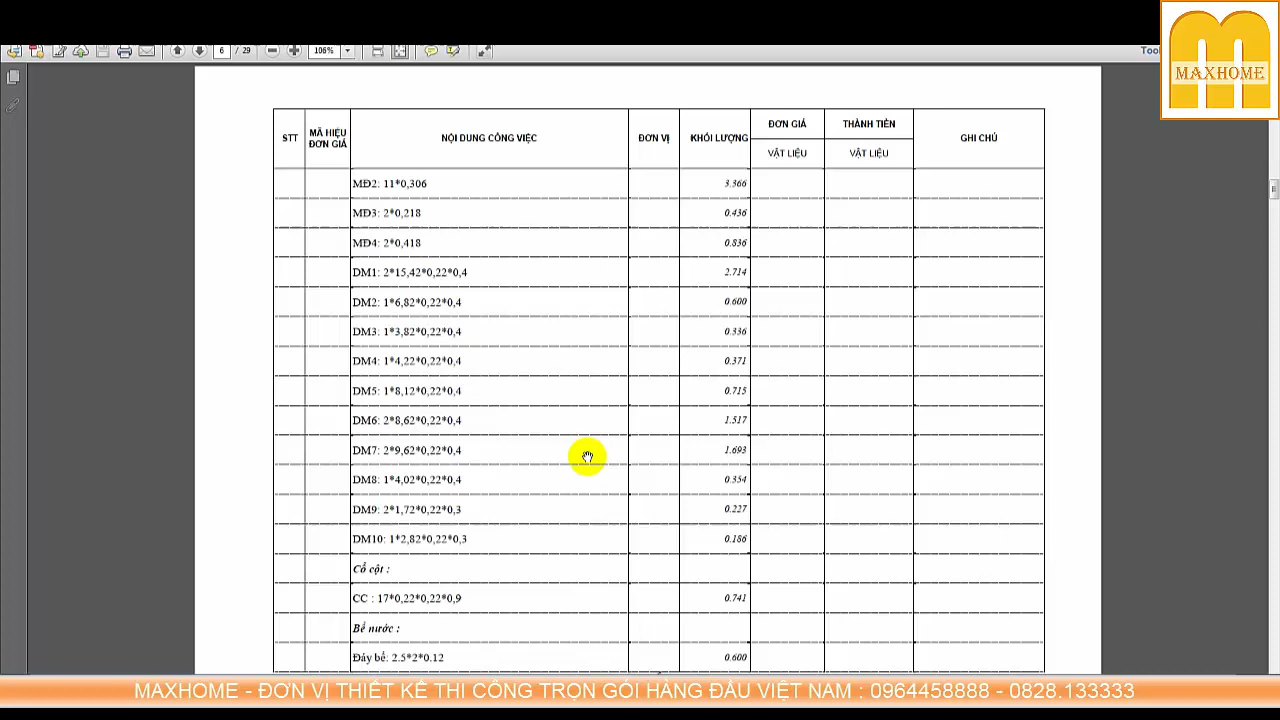 6 / 29
106%
MAXHOME
STT
MÃ HIỆU ĐƠN GIÁ
NỘI DUNG CÔNG VIỆC
ĐƠN VỊ
KHỐI LƯỢNG
ĐƠN GIÁ
THÀNH TIỀN
GHI CHÚ
VẬT LIỆU
VẬT LIỆU
MĐ2: 11*0,306 3.366
MĐ3: 2*0,218 0.436
MĐ4: 2*0,418 0.836
DM1: 2*15,42*0,22*0,4 2.714
DM2: 1*6,82*0,22*0,4 0.600
DM3: 1*3,82*0,22*0,4 0.336
DM4: 1*4,22*0,22*0,4 0.371
DM5: 1*8,12*0,22*0,4 0.715
DM6: 2*8,62*0,22*0,4 1.517
DM7: 2*9,62*0,22*0,4 1.693
DM8: 1*4,02*0,22*0,4 0.354
DM9: 2*1,72*0,22*0,3 0.227
DM10: 1*2,82*0,22*0,3 0.186
Cổ cột :
CC : 17*0,22*0,22*0,9 0.741
Bể nước :
Đáy bể: 2.5*2*0.12 0.600
MAXHOME - ĐƠN VỊ THIẾT KẾ THI CÔNG TRỌN GÓI HÀNG ĐẦU VIỆT NAM : 0964458888 - 0828.133333